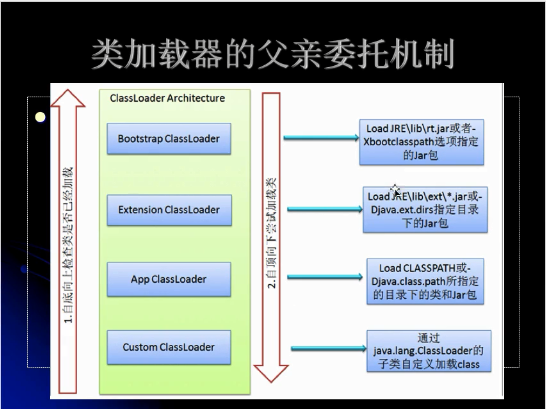 类加载器的父亲委托机制
ClassLoader Architecture
1.自底向上检查类是否已经加载
2.自顶向下尝试加载类
Bootstrap ClassLoader
Load JRE\lib\rt.jar或者-
Xbootclasspath选项指定
的Jar包
Extension ClassLoader
Load JRE\lib\ext\*.jar或-
Djava.ext.dirs指定目录
下的Jar包
App ClassLoader
Load CLASSPATH或-
Djava.class.path所指定
的目录下的类和Jar包
Custom ClassLoader
通过
java.lang.ClassLoader的
子类自定义加载class